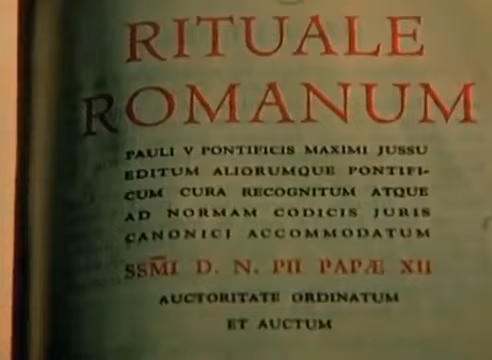 RITUALE
ROMANUM
PAULI V PONTIFICIS MAXIMI JUSSU
EDITUM ALIORUMQUE PONTIFI-
CUM CURA RECOGNITUM ATQUE
AD NORMAM CODICIS JURIS
CANONICI ACCOMMODATUM
SSM̅I D. N. PII PAPÆ XII
AUCTORITATE ORDINATUM
ET AUCTUM